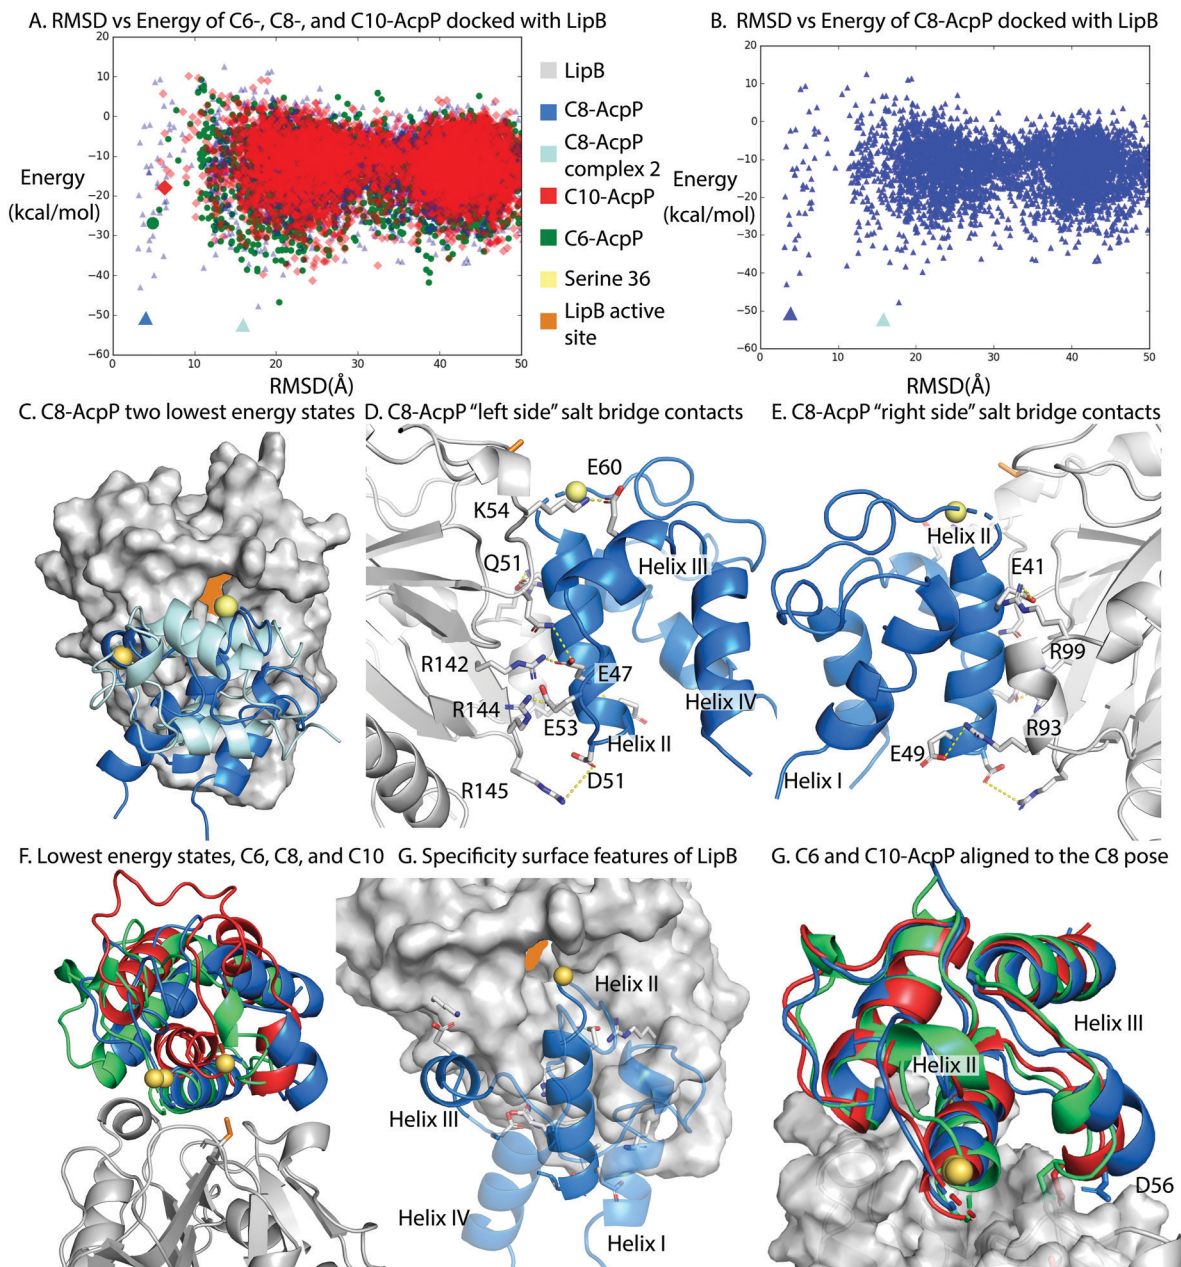 A. RMSD vs Energy of C6-, C8-, and C10-AcpP docked with LipB
B. RMSD vs Energy of C8-AcpP docked with LipB
20
10
0
−10
−20
−30
−40
−50
−60
Energy
(kcal/mol)
0
10
20
30
40
50
RMSD(Å)
LipB
C8-AcpP
C8-AcpP
complex 2
C10-AcpP
C6-AcpP
Serine 36
LipB active
site
20
10
0
−10
−20
−30
−40
−50
−60
Energy
(kcal/mol)
0
10
20
30
40
50
RMSD(Å)
C. C8-AcpP two lowest energy states
D. C8-AcpP “left side” salt bridge contacts
E. C8-AcpP “right side” salt bridge contacts
E60
K54
Q51
Helix III
R142
E47
R144
E53
Helix IV
Helix II
D51
R145
Helix II
E41
R99
R93
E49
Helix I
F. Lowest energy states, C6, C8, and C10
G. Specificity surface features of LipB
G. C6 and C10-AcpP aligned to the C8 pose
Helix II
Helix III
Helix IV
Helix I
Helix III
Helix II
D56